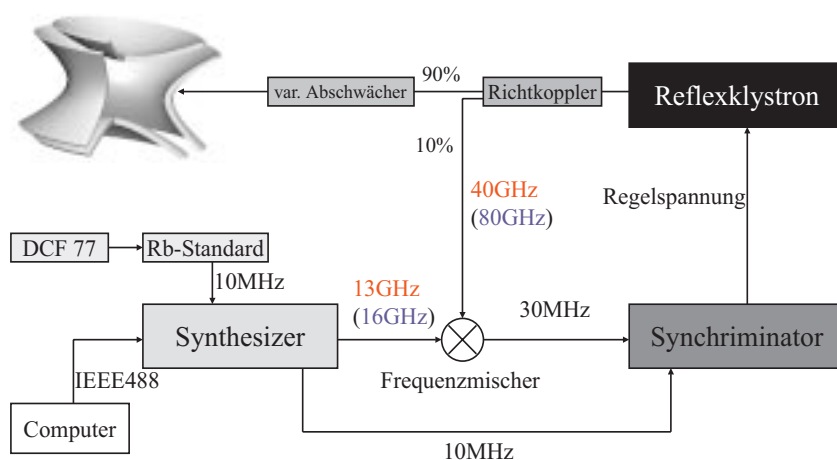 90%
var. Abschwächer
Richtkoppler
Reflexklystron
10%
40GHz
(80GHz)
Regelspannung
DCF 77
Rb-Standard
10MHz
13GHz
(16GHz)
30MHz
Synthesizer
Synchriminator
IEEE488
Frequenzmischer
Computer
10MHz